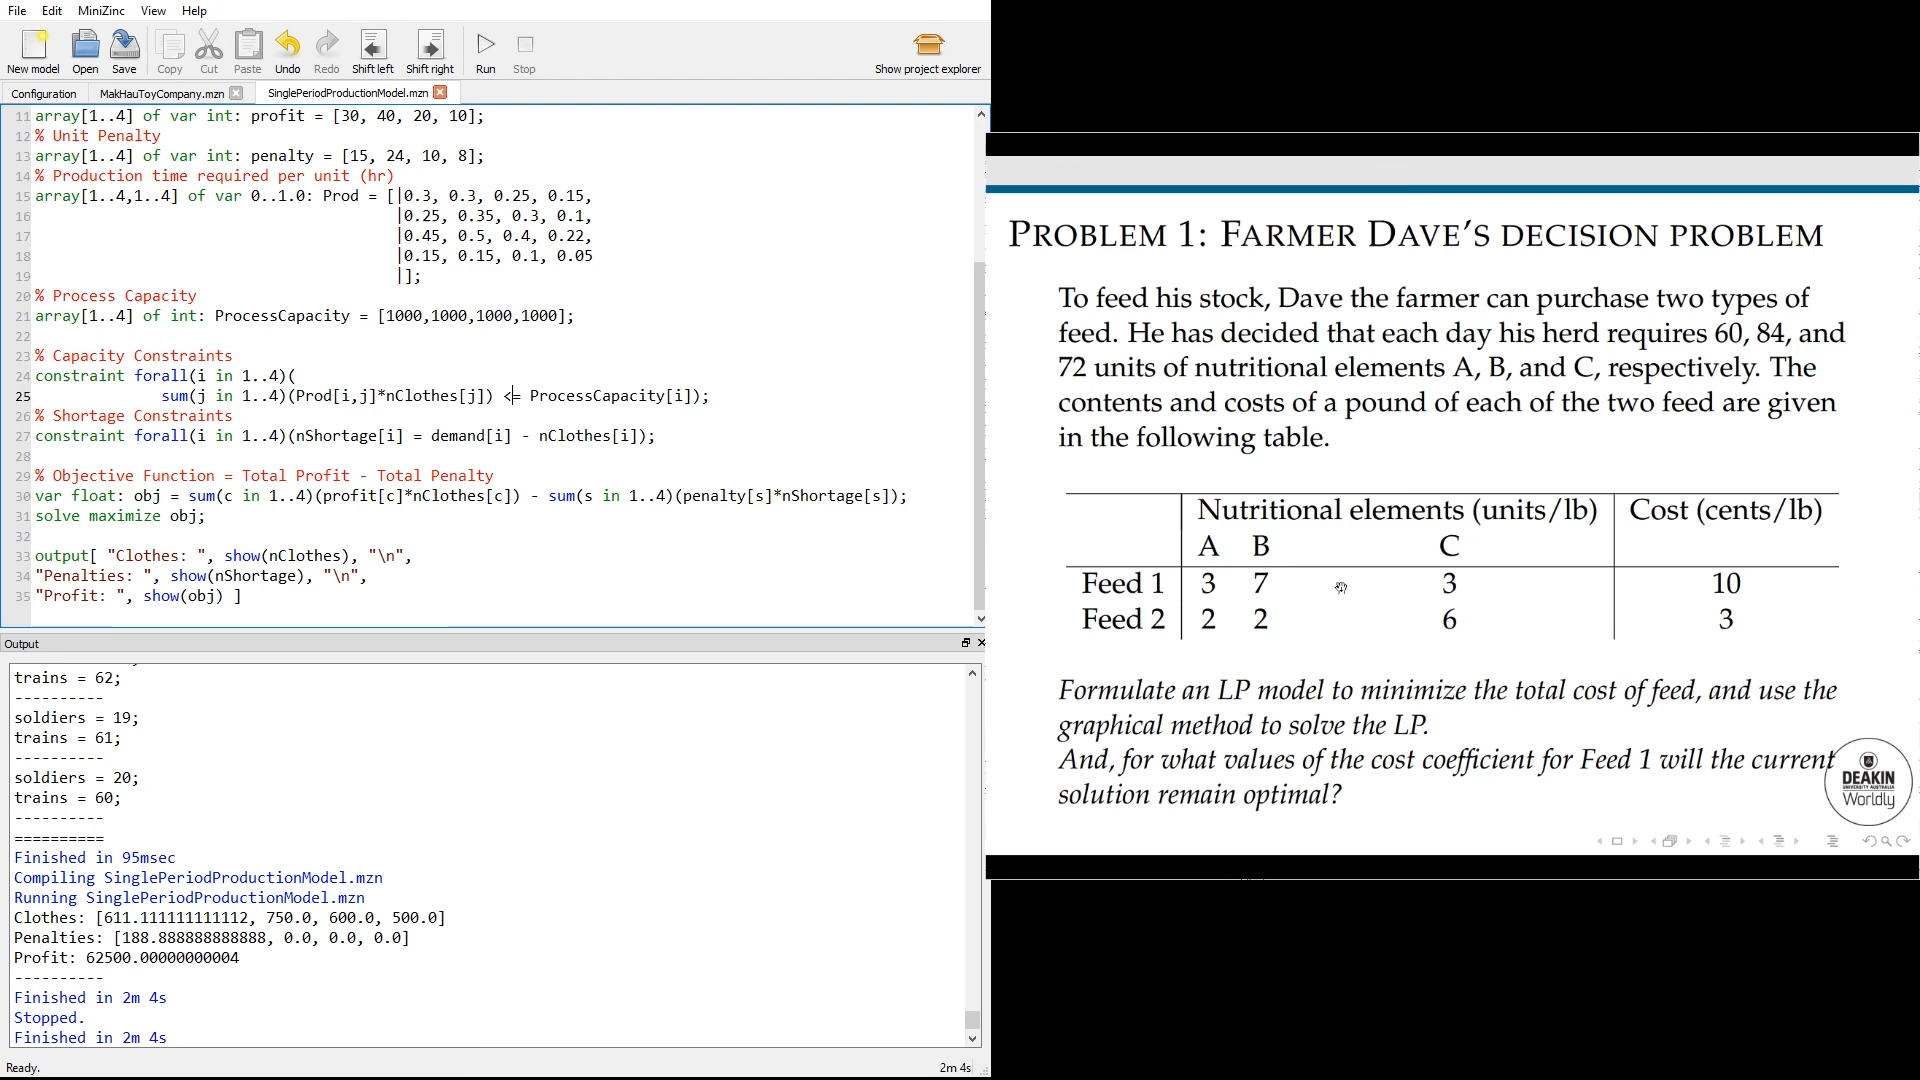 File Edit MiniZinc View Help
New model Open Save Copy Cut Paste Undo Redo Shift left Shift right Run Stop Show project explorer
Configuration MakHauToyCompany.mzn SinglePeriodProductionModel.mzn
11 array[1..4] of var int: profit = [30, 40, 20, 10];
12 % Unit Penalty
13 array[1..4] of var int: penalty = [15, 24, 10, 8];
14 % Production time required per unit (hr)
15 array[1..4,1..4] of var 0..1.0: Prod = [|0.3, 0.3, 0.25, 0.15,
16 |0.25, 0.35, 0.3, 0.1,
17 |0.45, 0.5, 0.4, 0.22,
18 |0.15, 0.15, 0.1, 0.05
19 |];
20 % Process Capacity
21 array[1..4] of int: ProcessCapacity = [1000,1000,1000,1000];
22
23 % Capacity Constraints
24 constraint forall(i in 1..4)(
25 sum(j in 1..4)(Prod[i,j]*nClothes[j]) <= ProcessCapacity[i]);
26 % Shortage Constraints
27 constraint forall(i in 1..4)(nShortage[i] = demand[i] - nClothes[i]);
28
29 % Objective Function = Total Profit - Total Penalty
30 var float: obj = sum(c in 1..4)(profit[c]*nClothes[c]) - sum(s in 1..4)(penalty[s]*nShortage[s]);
31 solve maximize obj;
32
33 output[ "Clothes: ", show(nClothes), "\n",
34 "Penalties: ", show(nShortage), "\n",
35 "Profit: ", show(obj) ]
Output
trains = 62;
----------
soldiers = 19;
trains = 61;
----------
soldiers = 20;
trains = 60;
----------
==========
Finished in 95msec
Compiling SinglePeriodProductionModel.mzn
Running SinglePeriodProductionModel.mzn
Clothes: [611.111111111112, 750.0, 600.0, 500.0]
Penalties: [188.888888888888, 0.0, 0.0, 0.0]
Profit: 62500.00000000004
----------
Finished in 2m 4s
Stopped.
Finished in 2m 4s
Ready. 2m 4s
PROBLEM 1: FARMER DAVE'S DECISION PROBLEM
To feed his stock, Dave the farmer can purchase two types of
feed. He has decided that each day his herd requires 60, 84, and
72 units of nutritional elements A, B, and C, respectively. The
contents and costs of a pound of each of the two feed are given
in the following table.
Nutritional elements (units/lb) Cost (cents/lb)
A B C
Feed 1 3 7 3 10
Feed 2 2 2 6 3
Formulate an LP model to minimize the total cost of feed, and use the
graphical method to solve the LP.
And, for what values of the cost coefficient for Feed 1 will the current
solution remain optimal?
DEAKIN
UNIVERSITY AUSTRALIA
Worldly